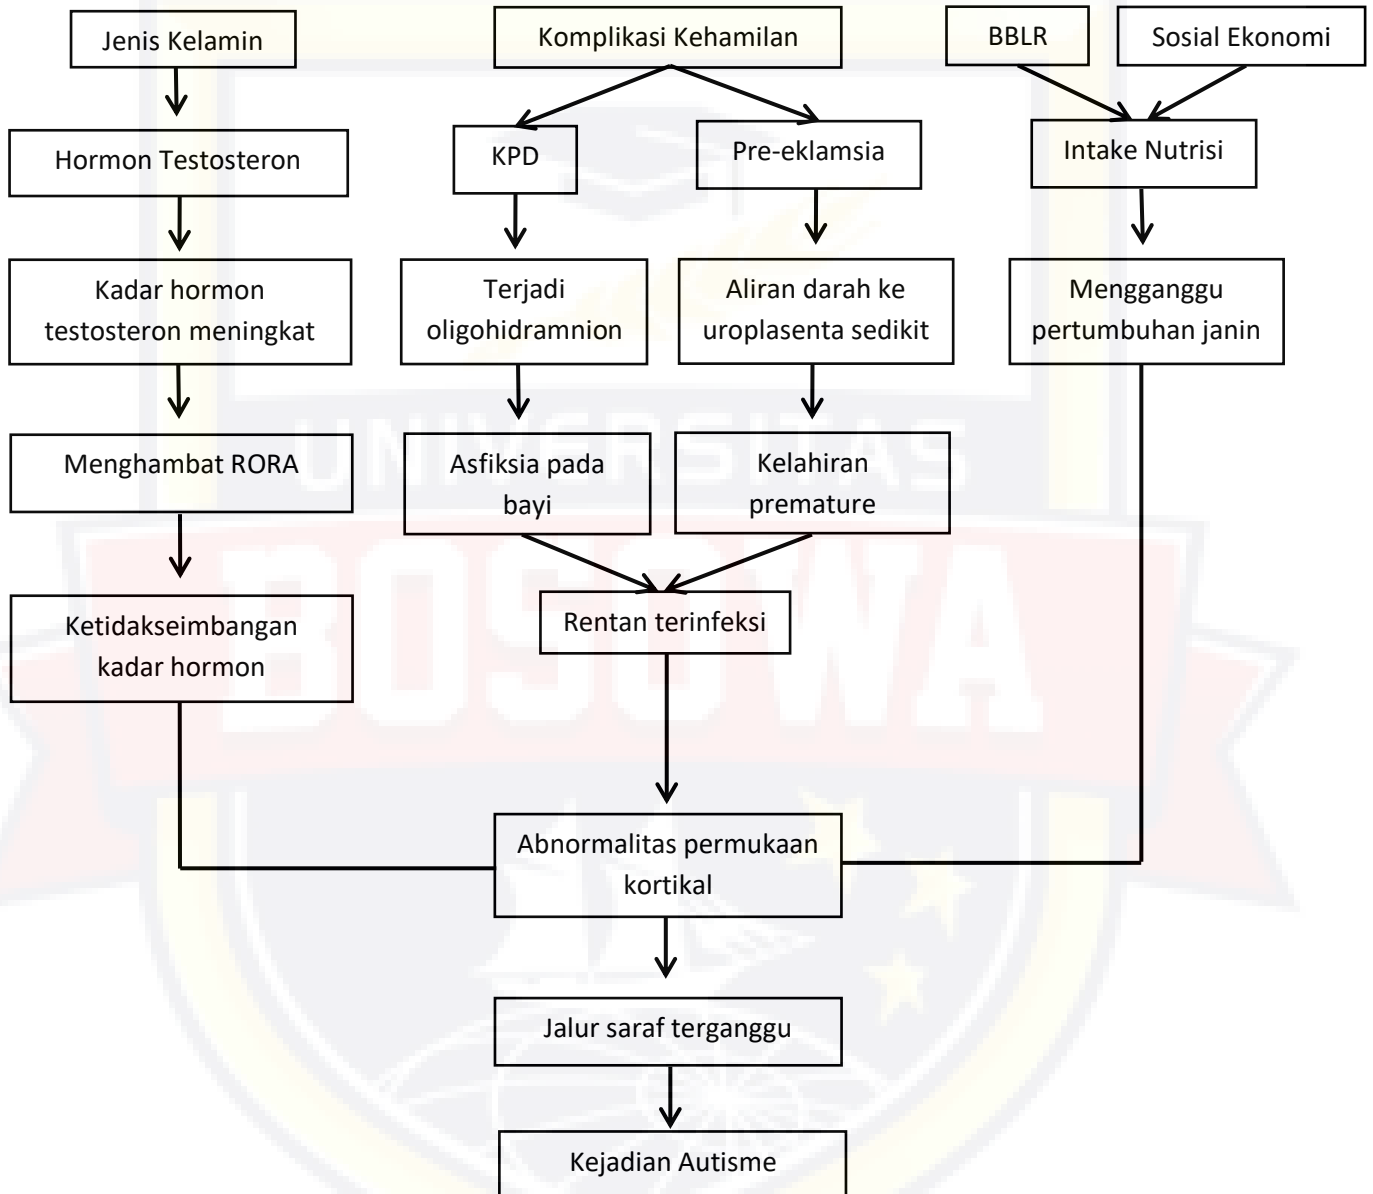 Jenis Kelamin
Komplikasi Kehamilan
BBLR
Sosial Ekonomi
Hormon Testosteron
KPD
Pre-eklamsia
Intake Nutrisi
Kadar hormon
testosteron meningkat
Terjadi
oligohidramnion
Aliran darah ke
uroplasenta sedikit
Mengganggu
pertumbuhan janin
UNIVERSITAS
Menghambat RORA
Asfiksia pada
bayi
Kelahiran
premature
BOSOWA
Ketidakseimbangan
kadar hormon
Rentan terinfeksi
Abnormalitas permukaan
kortikal
Jalur saraf terganggu
Kejadian Autisme